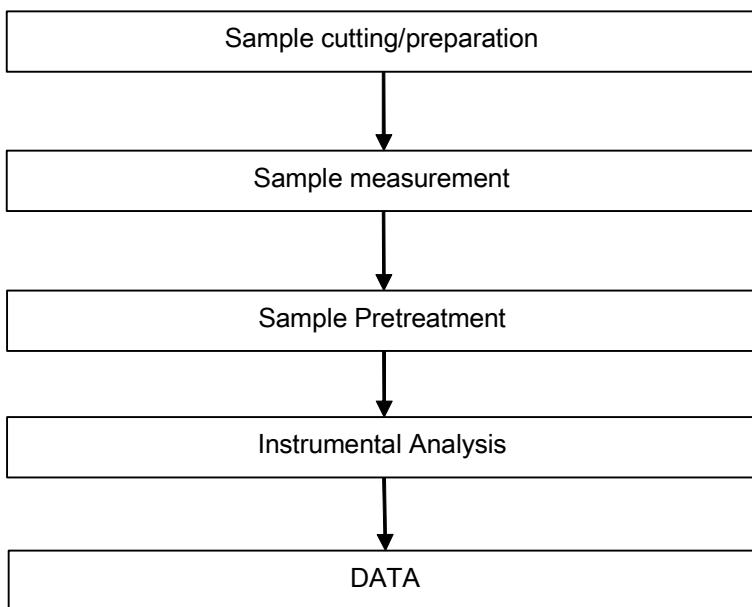 Sample cutting/preparation
Sample measurement
Sample Pretreatment
Instrumental Analysis
DATA